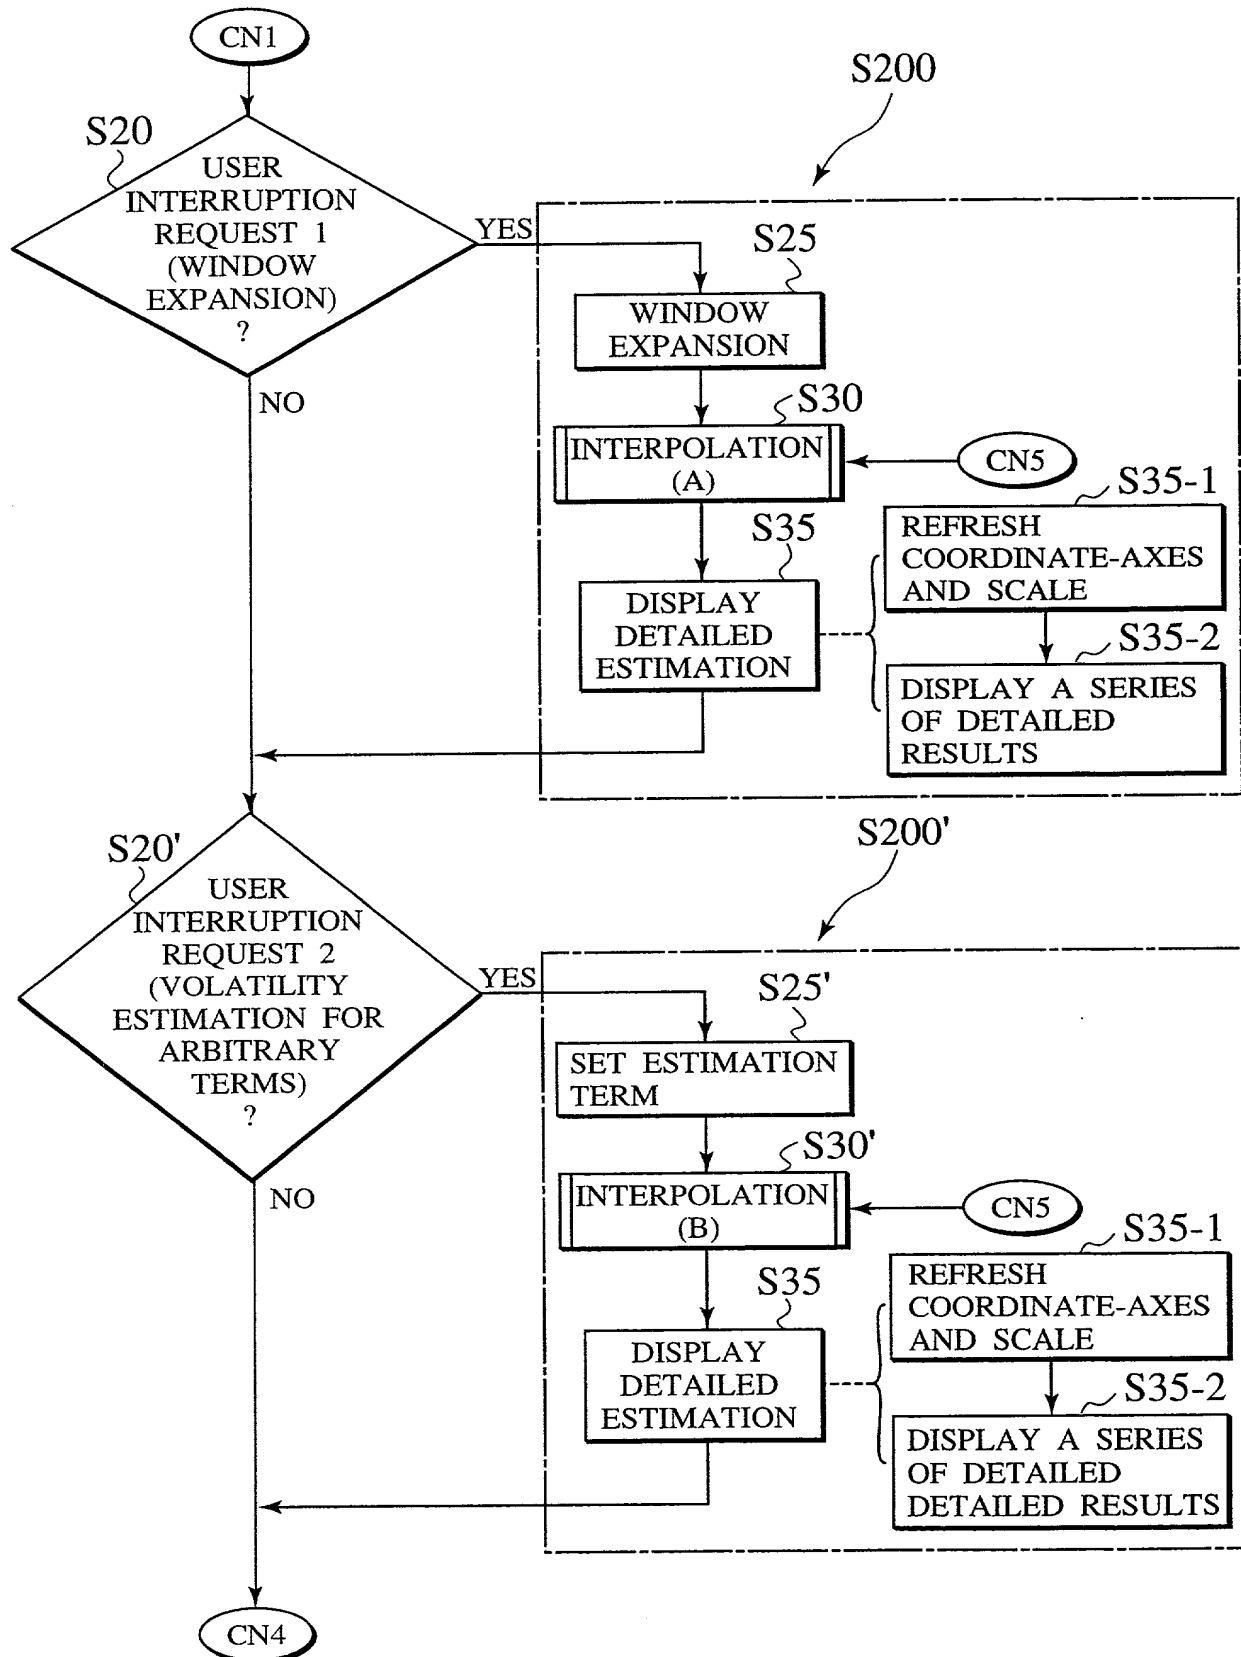 CN1
S200
S20
USER
INTERRUPTION
REQUEST 1
(WINDOW
EXPANSION)
?
YES
NO
S25
WINDOW
EXPANSION
S30
INTERPOLATION
(A)
CN5
S35
DISPLAY
DETAILED
ESTIMATION
S35-1
REFRESH
COORDINATE-AXES
AND SCALE
S35-2
DISPLAY A SERIES
OF DETAILED
RESULTS
S200'
S20'
USER
INTERRUPTION
REQUEST 2
(VOLATILITY
ESTIMATION FOR
ARBITRARY
TERMS)
?
YES
NO
S25'
SET ESTIMATION
TERM
S30'
INTERPOLATION
(B)
CN5
S35
DISPLAY
DETAILED
ESTIMATION
S35-1
REFRESH
COORDINATE-AXES
AND SCALE
S35-2
DISPLAY A SERIES
OF DETAILED
DETAILED RESULTS
CN4